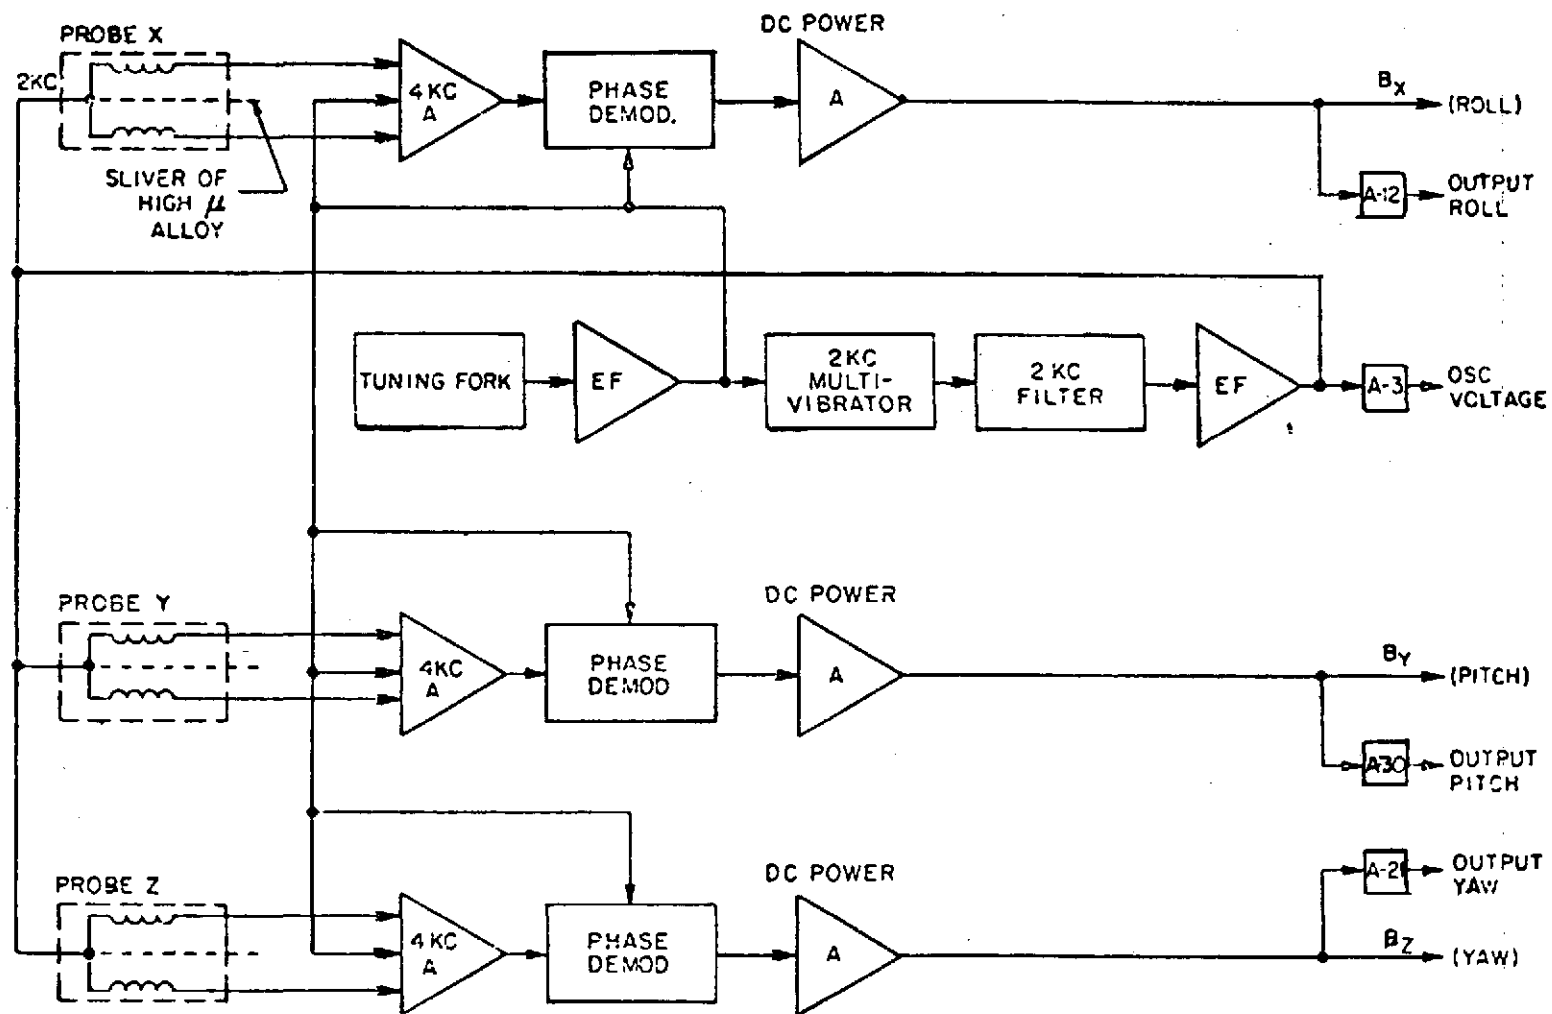 PROBE X
DC POWER
2KC
4KC
A
PHASE
DEMOD.
A
BX
(ROLL)
SLIVER OF
HIGH μ
ALLOY
A-12
OUTPUT
ROLL
TUNING FORK
EF
2KC
MULTI-
VIBRATOR
2 KC
FILTER
EF
A-3
OSC
VOLTAGE
PROBE Y
DC POWER
4KC
A
PHASE
DEMOD
A
BY
(PITCH)
A-30
OUTPUT
PITCH
PROBE Z
DC POWER
OUTPUT
YAW
4KC
A
PHASE
DEMOD
A
BZ
(YAW)